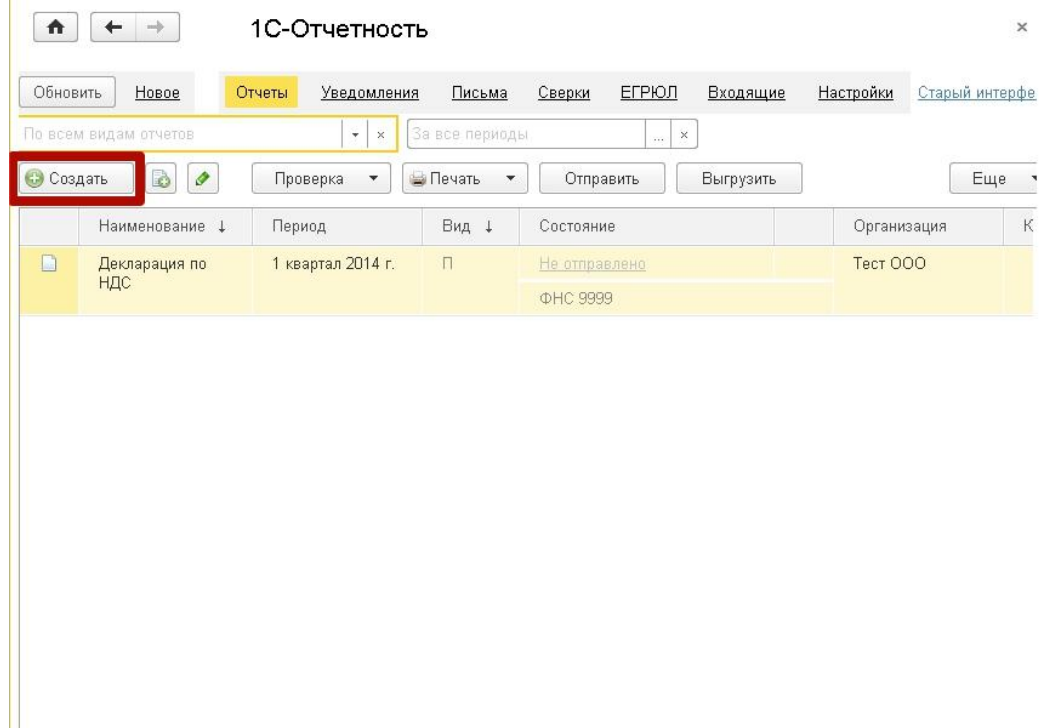 1С-Отчетность
Обновить Новое Отчеты Уведомления Письма Сверки ЕГРЮЛ Входящие Настройки Старый интерфе
По всем видам отчетов За все периоды ...
Создать Проверка Печать Отправить Выгрузить Еще
Наименование ↓ Период Вид ↓ Состояние Организация К
Декларация по 1 квартал 2014 г. П Не отправлено Тест ООО
НДС
ФНС 9999